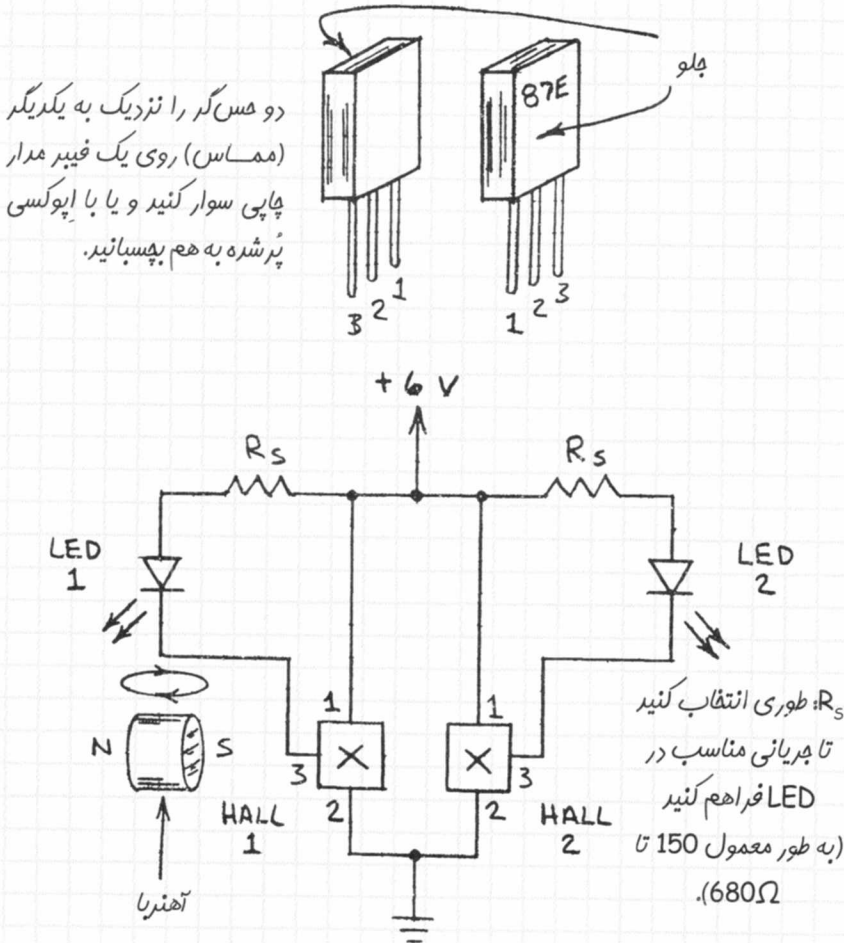 دو حس‌گر را نزدیک به یکدیگر
(مماس) روی یک فیبر مدار
چاپی سوار کنید و یا با اِپوکسی
پُر شده به هم بچسبانید.
جلو
87E
3 2 1
1 2 3
+6 V
Rs
Rs
LED
1
LED
2
N
S
1
3
2
HALL
1
1
3
2
HALL
2
آهنربا
Rs: طوری انتخاب کنید
تا جریانی مناسب در
LED فراهم کنید
(به طور معمول 150 تا
680Ω).